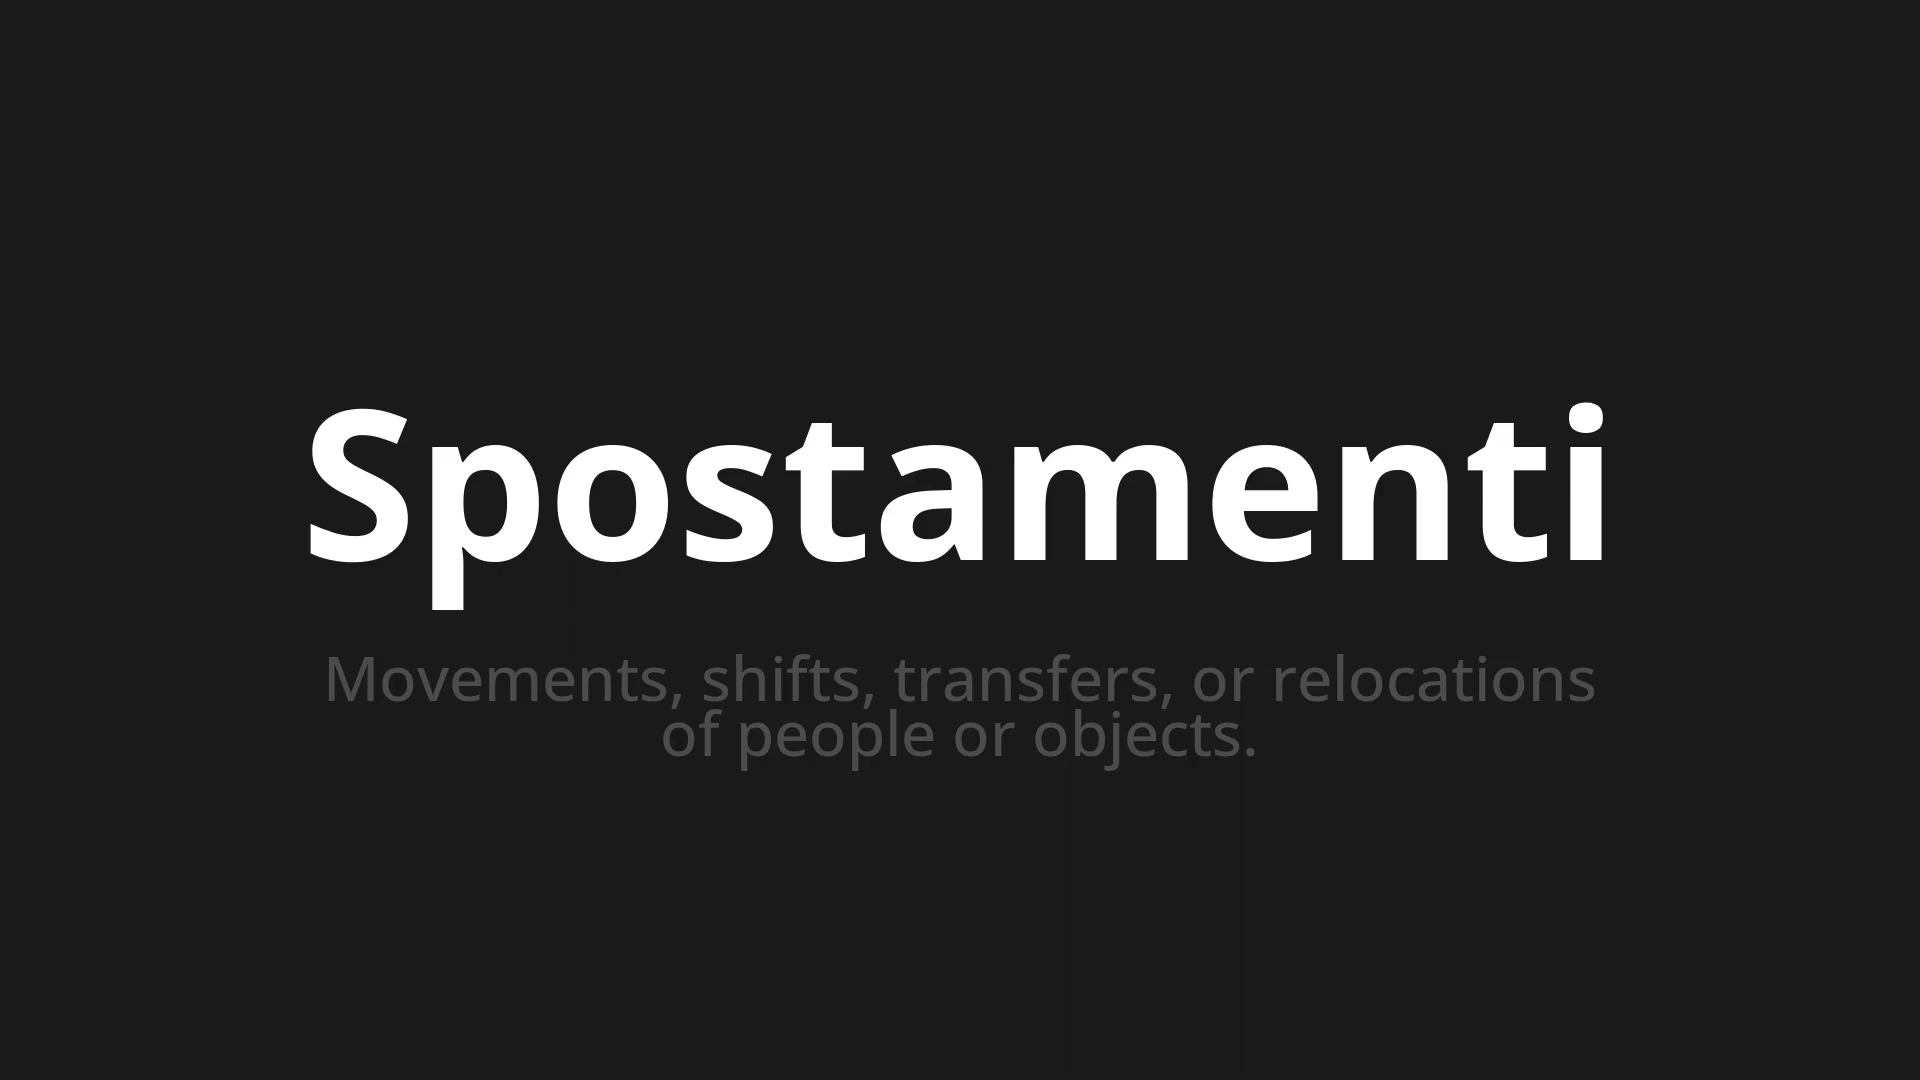 Spostamenti
Movements, shifts, transfers, or relocations
of people or objects.